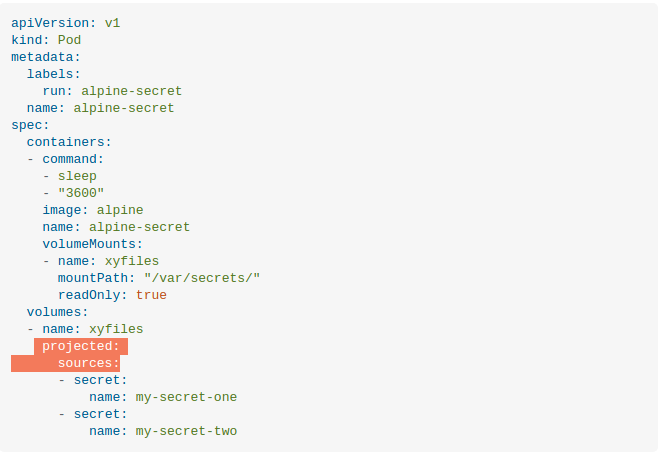 apiVersion: v1
kind: Pod
metadata:
  labels:
    run: alpine-secret
  name: alpine-secret
spec:
  containers:
  - command:
    - sleep
    - "3600"
    image: alpine
    name: alpine-secret
    volumeMounts:
    - name: xyfiles
      mountPath: "/var/secrets/"
      readOnly: true
  volumes:
  - name: xyfiles
    projected:
      sources:
      - secret:
          name: my-secret-one
      - secret:
          name: my-secret-two